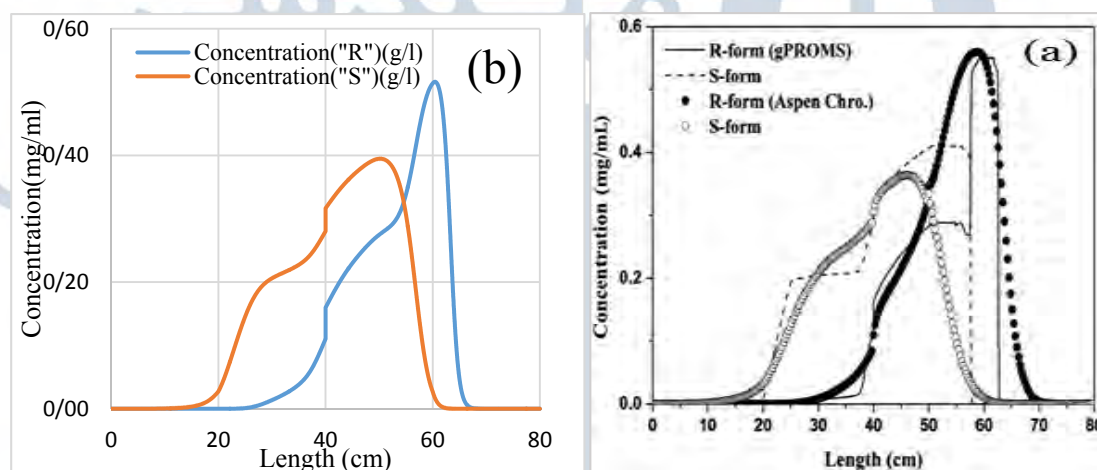 0/60
0/40
0/20
0/00
Concentration(mg/ml)
Concentration("R")(g/l)
Concentration("S")(g/l)
(b)
0 20 40 60 80
Length (cm)
0.6
0.4
0.2
0.0
Concentration (mg/mL)
R-form (gPROMS)
S-form
R-form (Aspen Chro.)
S-form
(a)
0 10 20 30 40 50 60 70 80
Length (cm)